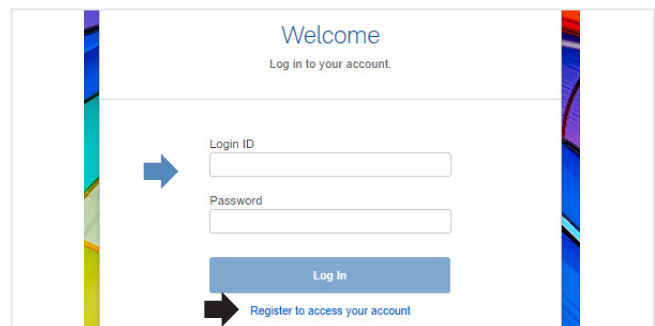 Welcome
Log in to your account.
Login ID
Password
Log In
Register to access your account